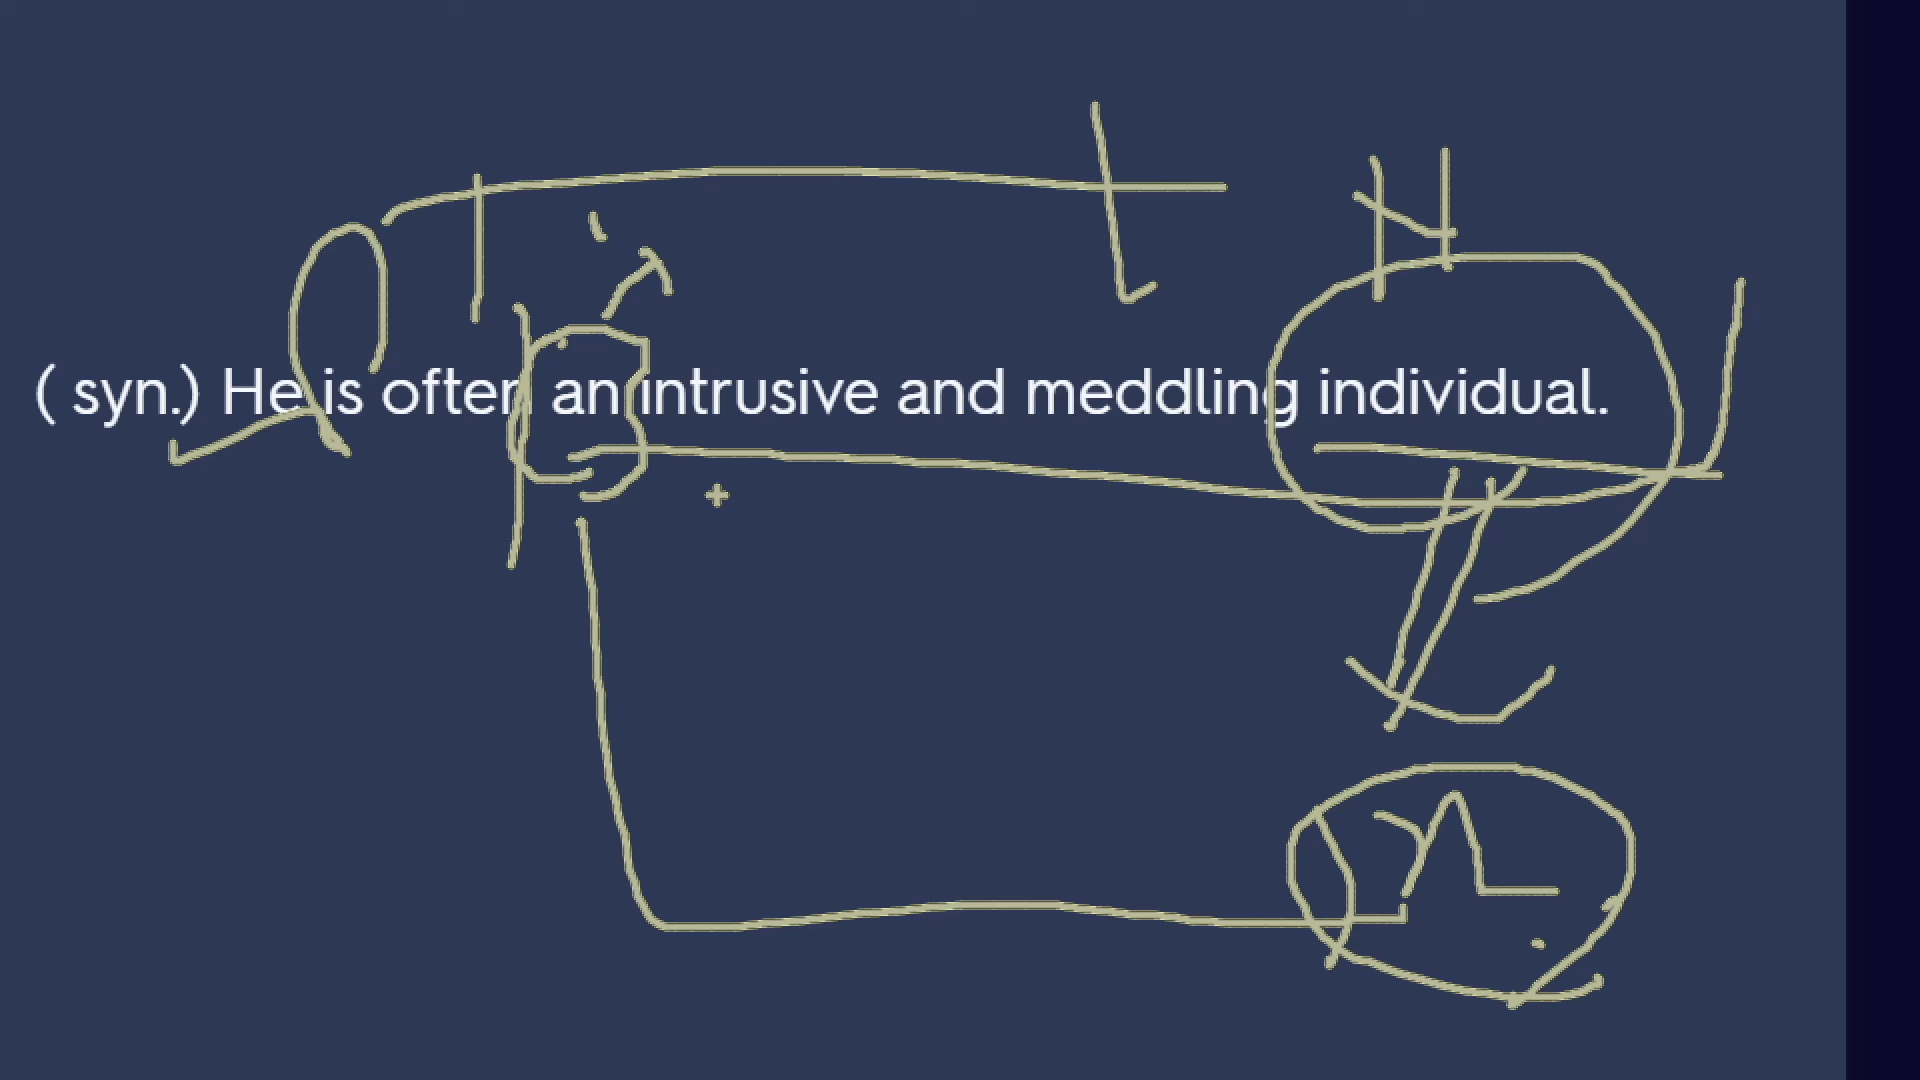 ( syn.) He is often an intrusive and meddling individual.